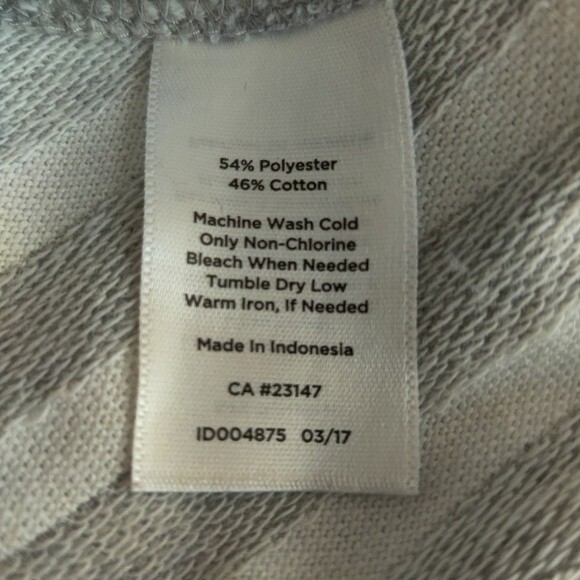 54% Polyester
46% Cotton
Machine Wash Cold
Only Non-Chlorine
Bleach When Needed
Tumble Dry Low
Warm Iron, If Needed
Made In Indonesia
CA #23147
ID004875 03/17